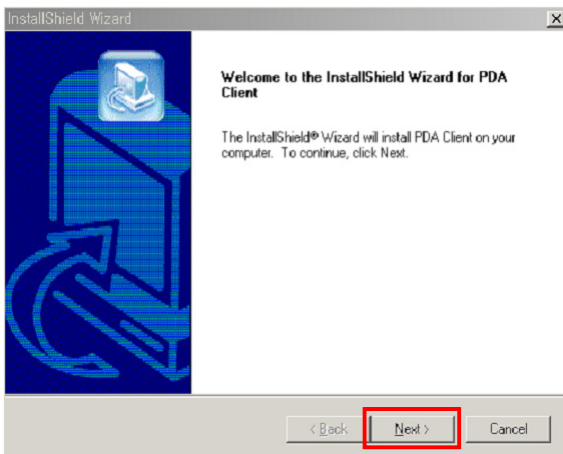 InstallShield Wizard
Welcome to the InstallShield Wizard for PDA
Client
The InstallShield® Wizard will install PDA Client on your
computer. To continue, click Next.
< Back
Next >
Cancel